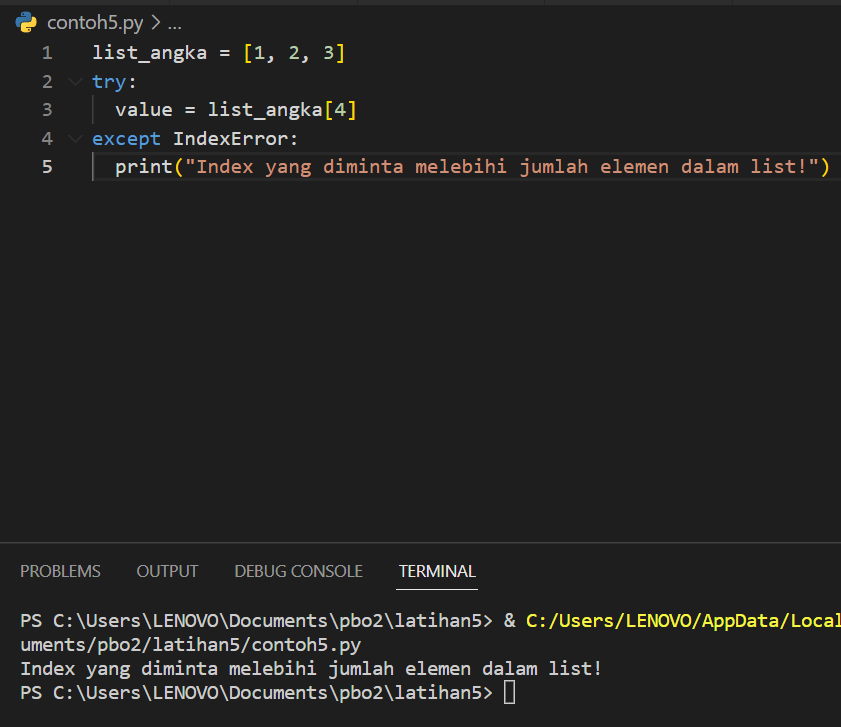 contoh5.py > ...
1 list_angka = [1, 2, 3]
2 try:
3 value = list_angka[4]
4 except IndexError:
5 print("Index yang diminta melebihi jumlah elemen dalam list!")
PROBLEMS OUTPUT DEBUG CONSOLE TERMINAL
PS C:\Users\LENOVO\Documents\pbo2\latihan5> & C:/Users/LENOVO/AppData/Local
uments/pbo2/latihan5/contoh5.py
Index yang diminta melebihi jumlah elemen dalam list!
PS C:\Users\LENOVO\Documents\pbo2\latihan5>